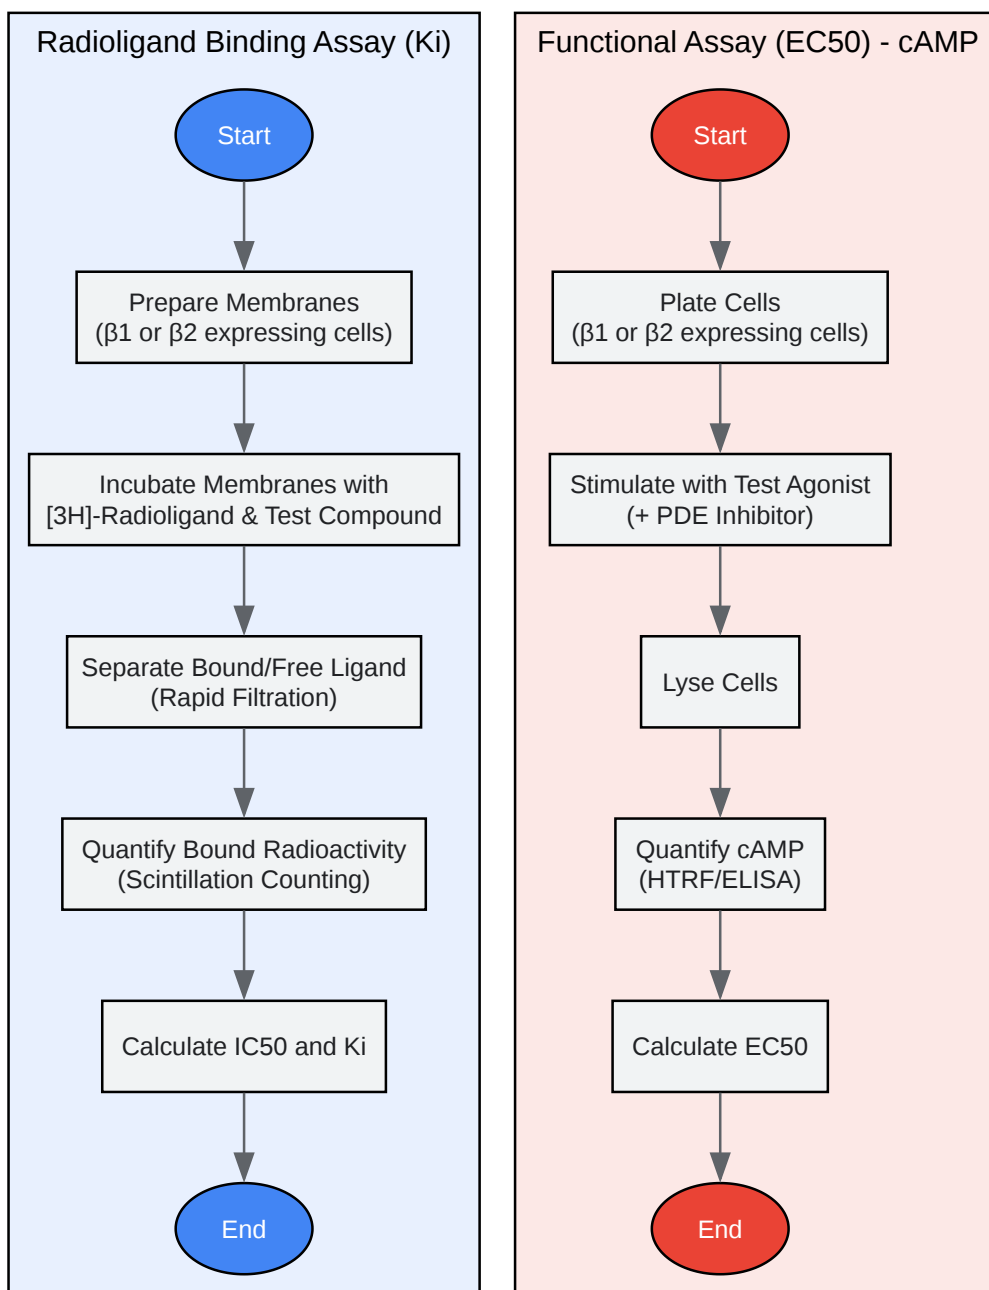 Radioligand Binding Assay (Ki)
Start
Prepare Membranes
(β1 or β2 expressing cells)
Incubate Membranes with
[3H]-Radioligand & Test Compound
Separate Bound/Free Ligand
(Rapid Filtration)
Quantify Bound Radioactivity
(Scintillation Counting)
Calculate IC50 and Ki
End
Functional Assay (EC50) - cAMP
Start
Plate Cells
(β1 or β2 expressing cells)
Stimulate with Test Agonist
(+ PDE Inhibitor)
Lyse Cells
Quantify cAMP
(HTRF/ELISA)
Calculate EC50
End